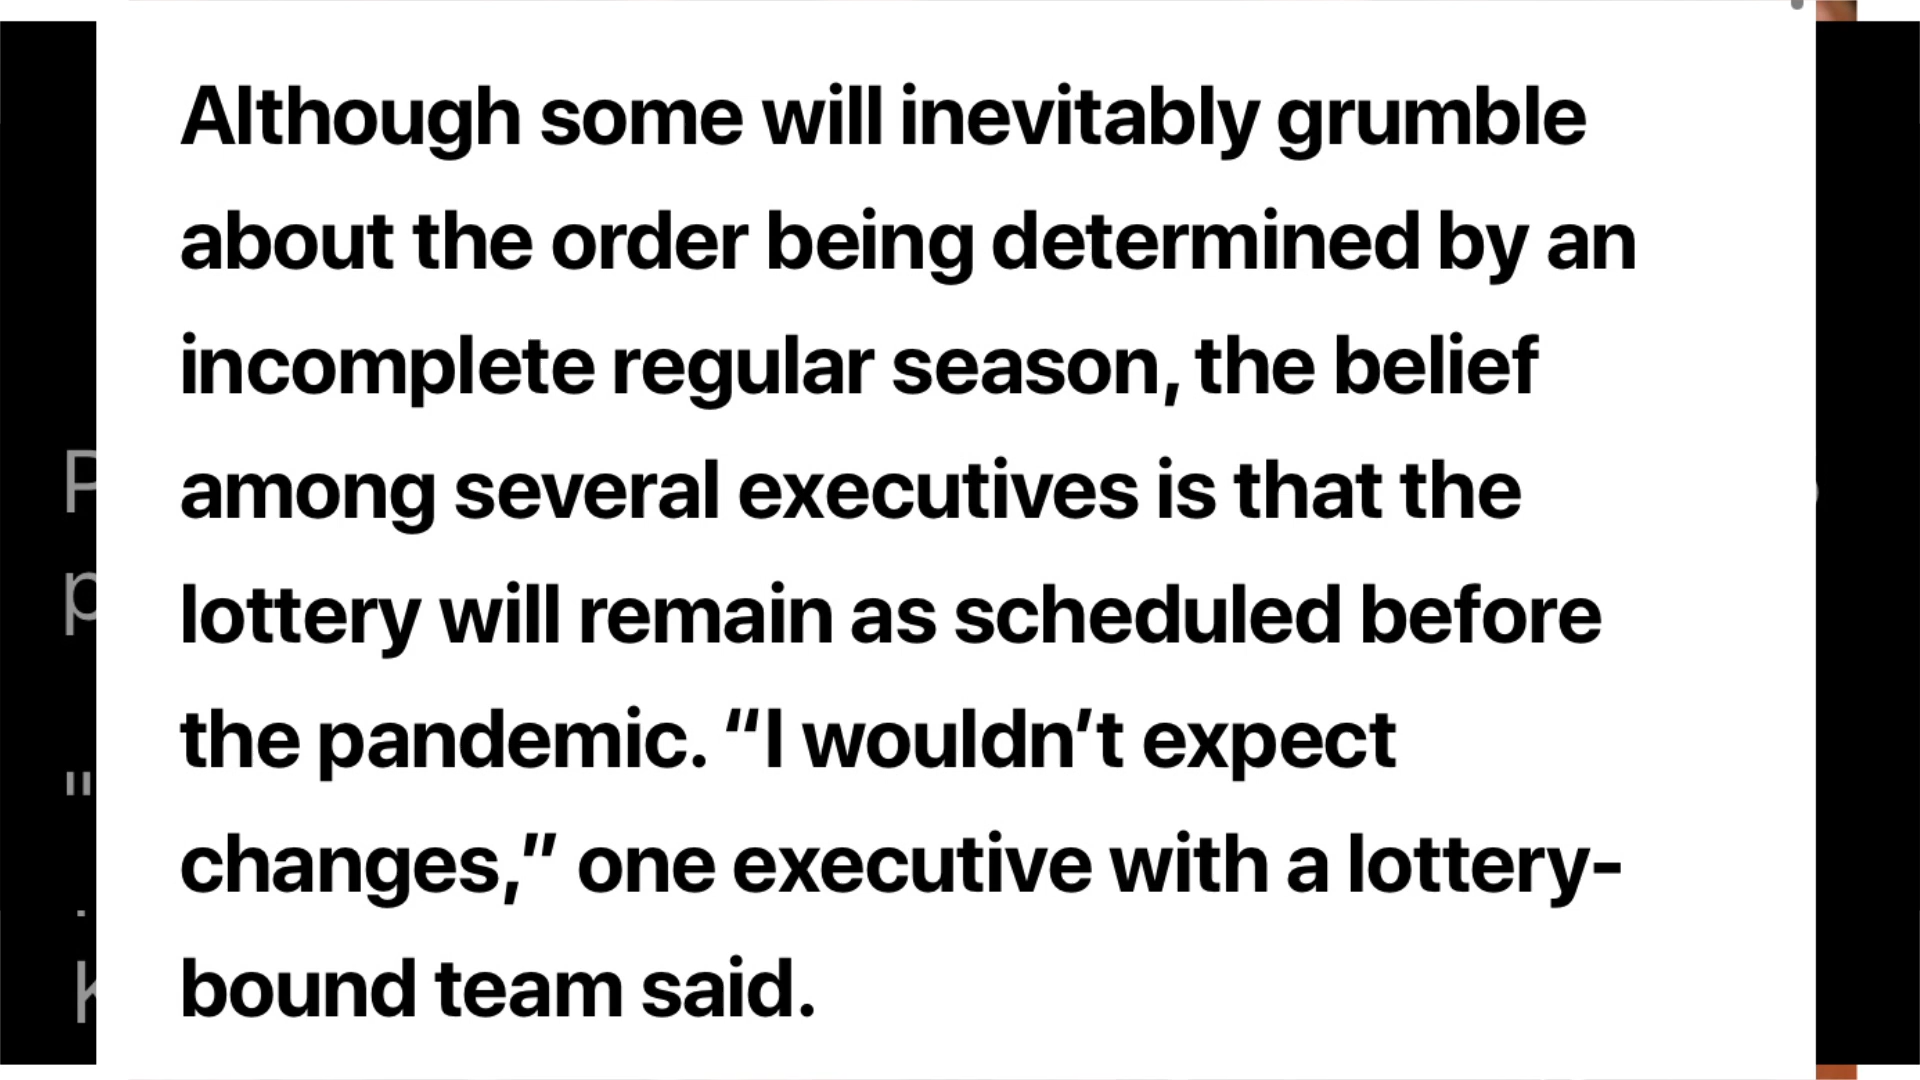 Although some will inevitably grumble
about the order being determined by an
incomplete regular season, the belief
among several executives is that the
lottery will remain as scheduled before
the pandemic. “I wouldn’t expect
changes,” one executive with a lottery-
bound team said.
P
p
"
K